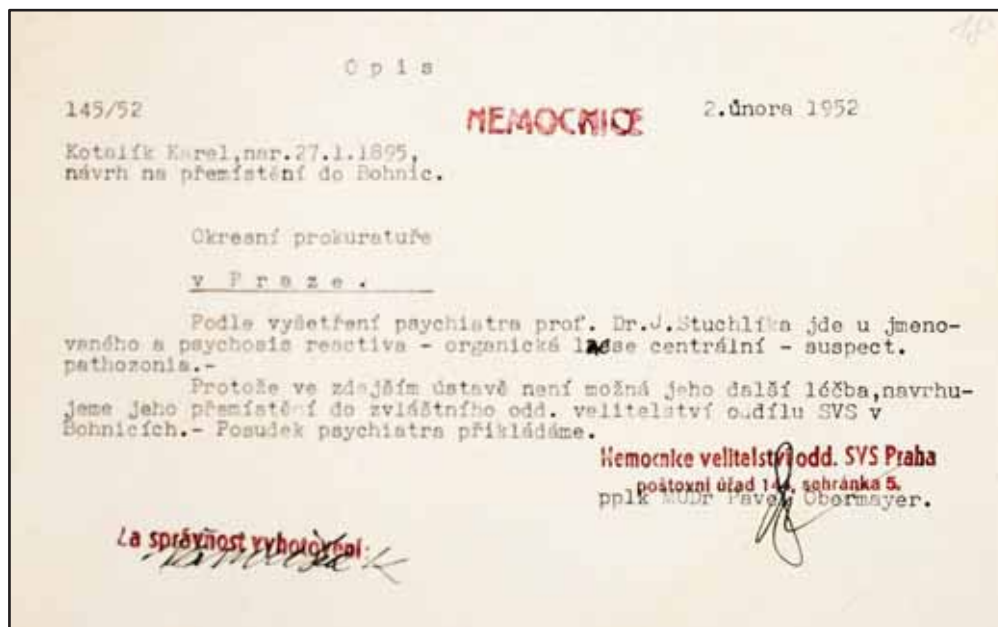 O p i s
145/52
NEMOCNICE
2.února 1952
Kotalík Karel,nar.27.1.1895,
návrh na přemístění do Bohnic.
Okresní prokuratuře
v P r a z e .
Podle vyšetření psychiatra prof. Dr.J.Stuchlíka jde u jmeno-
vaného a psychosis reactiva - organická laese centrální - suspect.
pathozonia.-
Protože ve zdejším ústavě není možná jeho další léčba,navrhu-
jeme jeho přemístění do zvláštního odd. velitelství oddílu SVS v
Bohnicích.- Posudek psychiatra přikládáme.
Nemocnice velitelství odd. SVS Praha
poštovní úřad 14, schránka 5.
pplk MUDr Pavel Obermayer.
Za správnost vyhotovení: